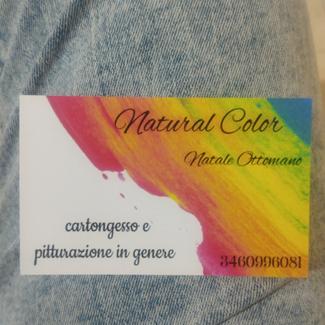 Natural Color
Natale Ottomano
cartongesso e
pitturazione in genere
3460996081